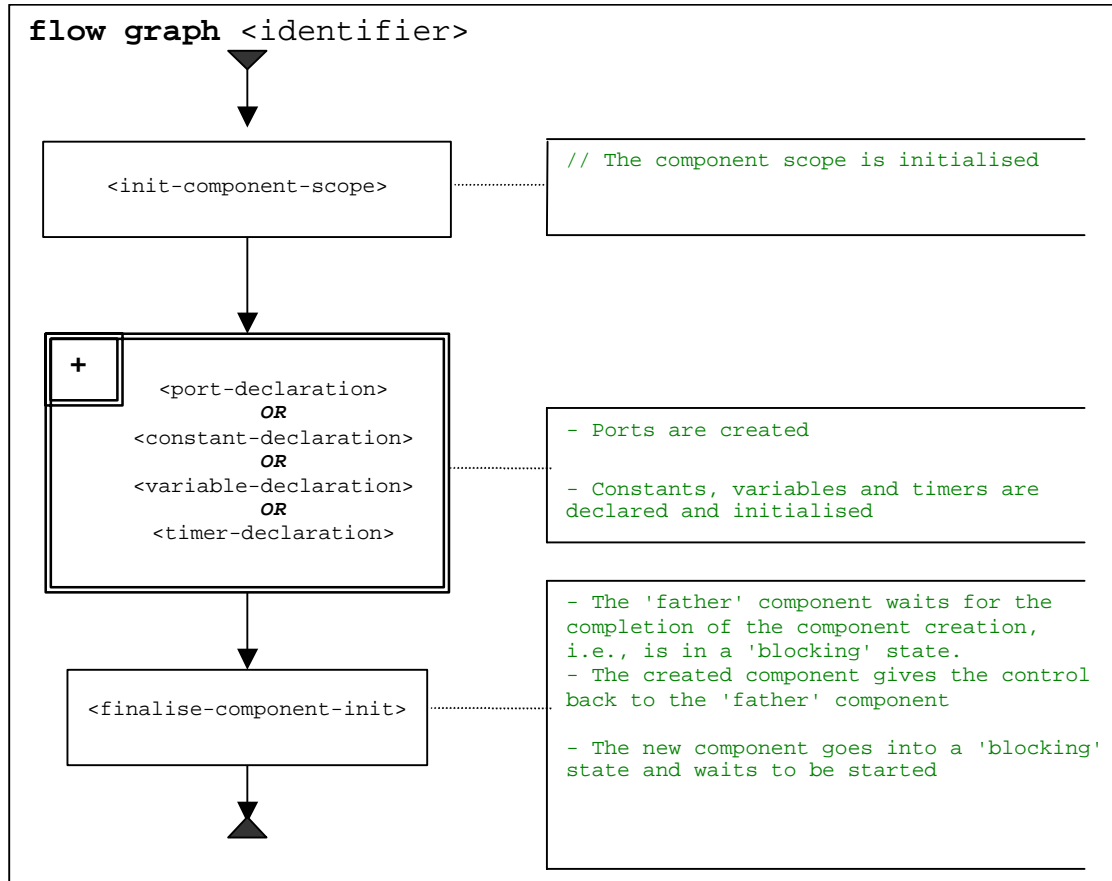 flow graph <identifier>
<init-component-scope>
// The component scope is initialised
+
<port-declaration>
OR
<constant-declaration>
OR
<variable-declaration>
OR
<timer-declaration>
- Ports are created
- Constants, variables and timers are
declared and initialised
<finalise-component-init>
- The 'father' component waits for the
completion of the component creation,
i.e., is in a 'blocking' state.
- The created component gives the control
back to the 'father' component
- The new component goes into a 'blocking'
state and waits to be started